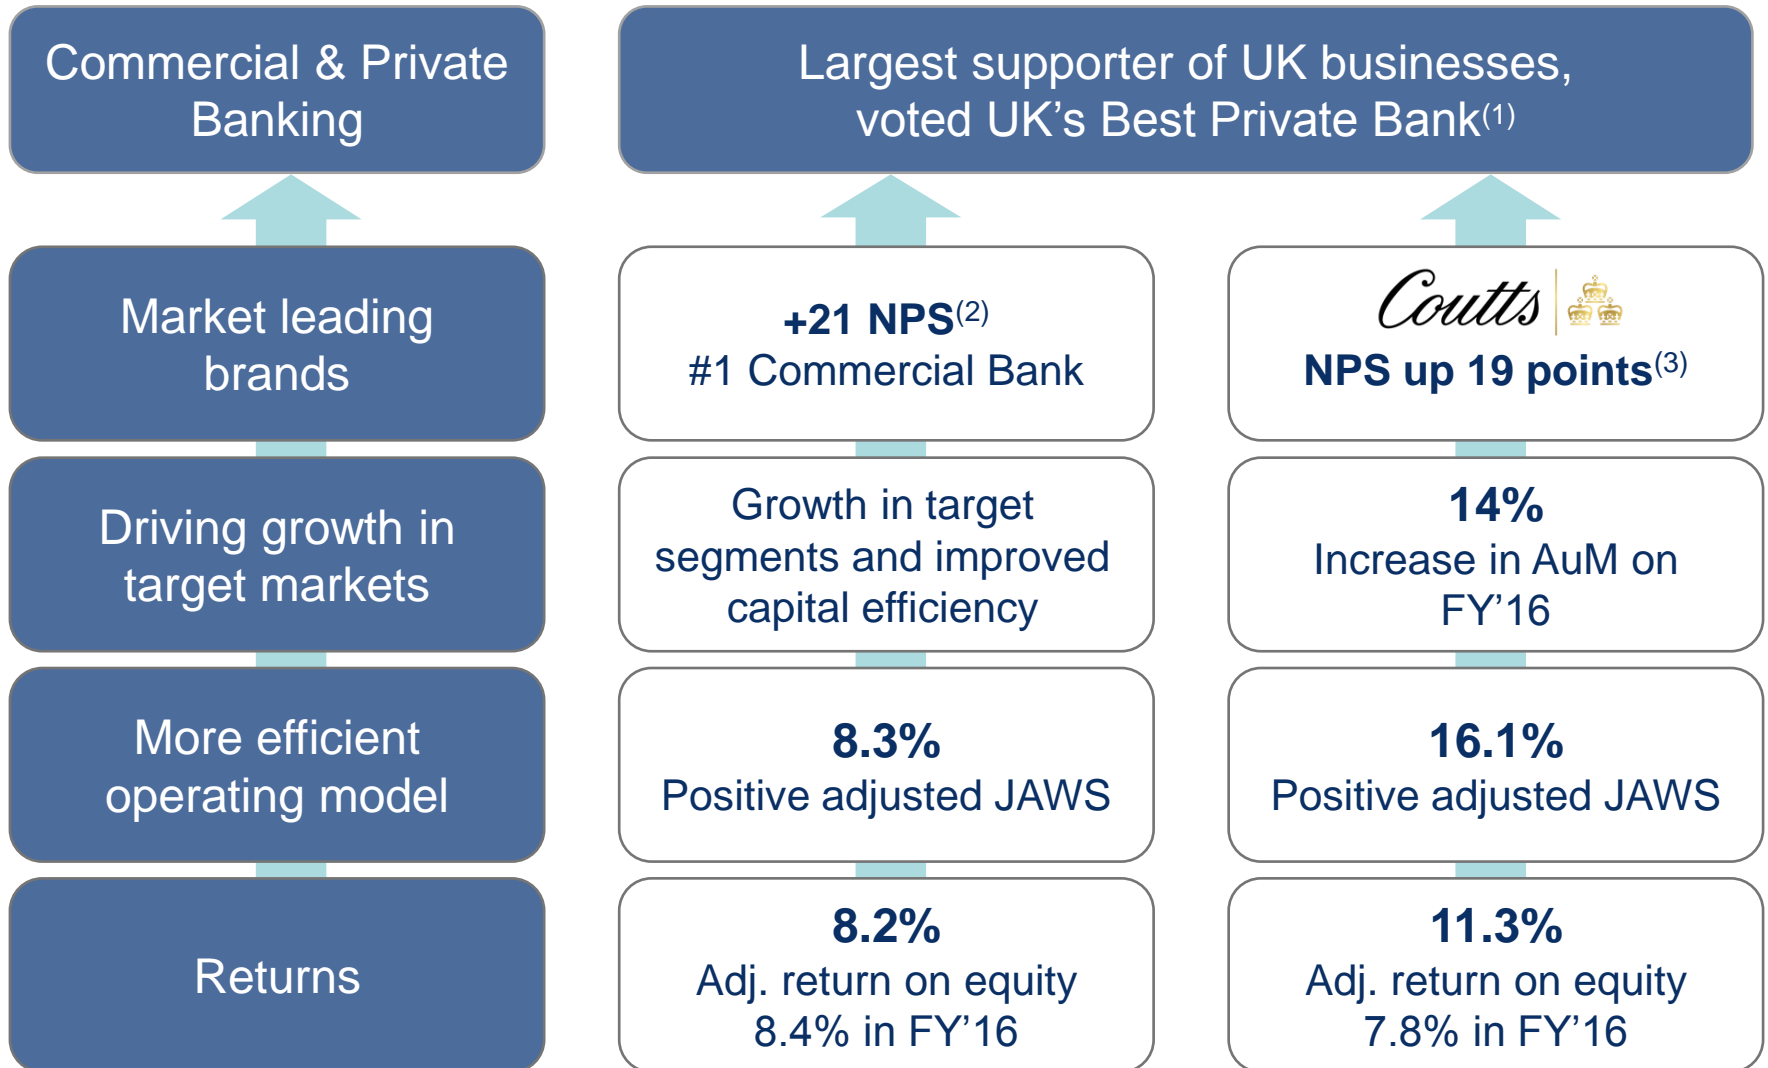 Commercial & Private
Banking
Largest supporter of UK businesses,
voted UK's Best Private Bank(1)
Market leading
brands
+21 NPS(2)
#1 Commercial Bank
Coutts
NPS up 19 points(3)
Driving growth in
target markets
Growth in target
segments and improved
capital efficiency
14%
Increase in AuM on
FY'16
More efficient
operating model
8.3%
Positive adjusted JAWS
16.1%
Positive adjusted JAWS
Returns
8.2%
Adj. return on equity
8.4% in FY'16
11.3%
Adj. return on equity
7.8% in FY'16